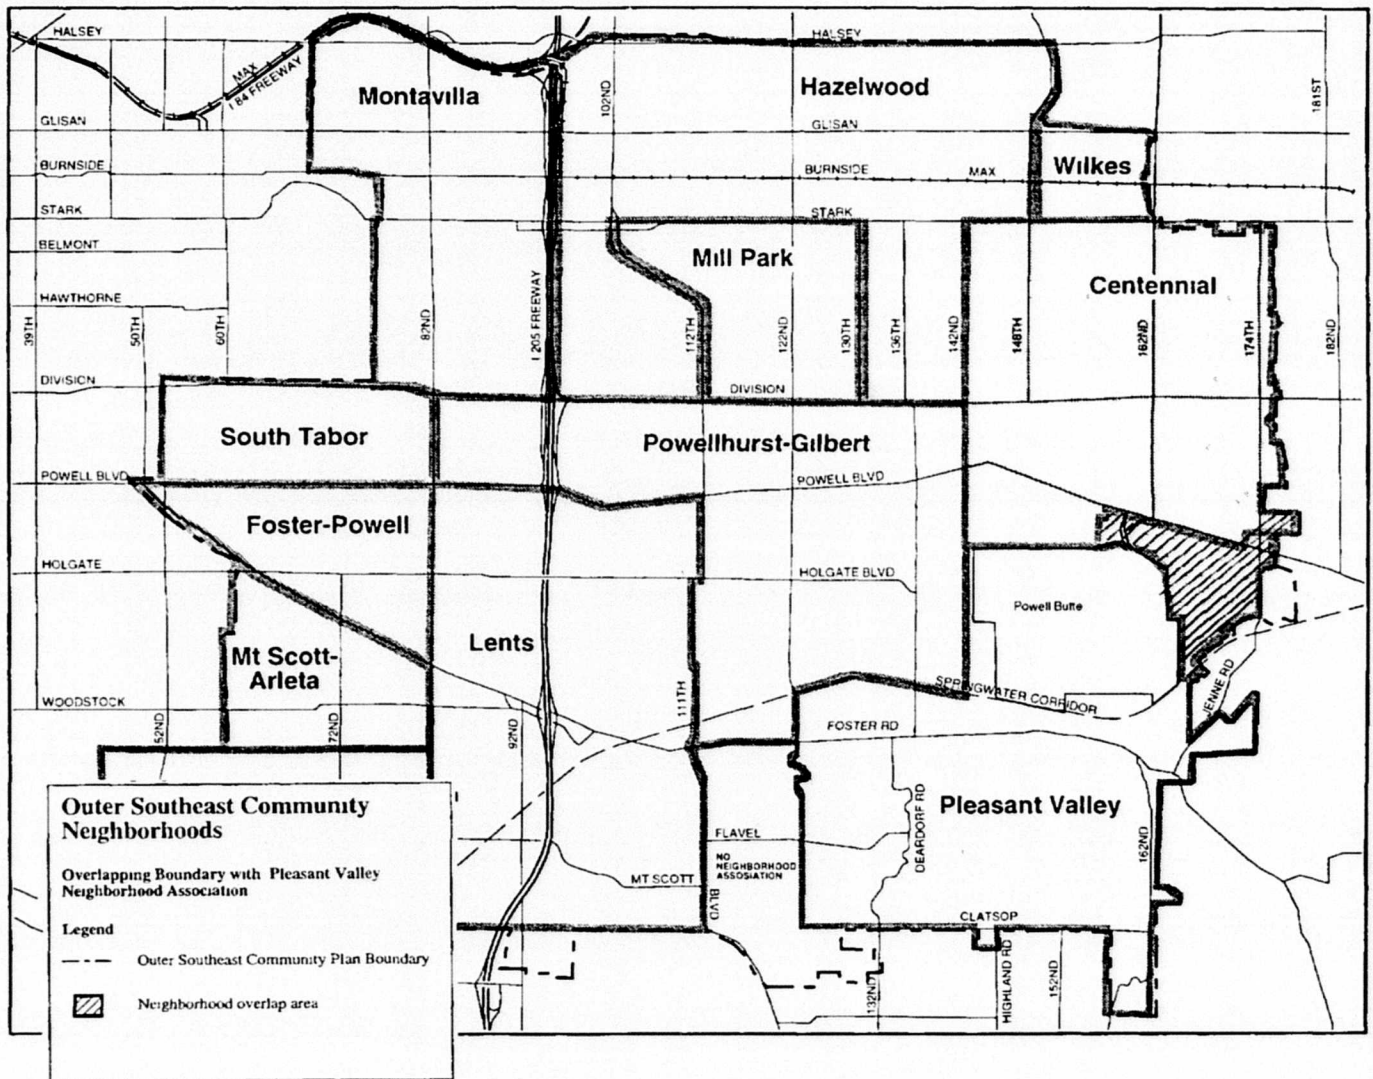 HALSEY
HALSEY
MAX
I 84 FREEWAY
Montavilla
Hazelwood
102ND
181ST
GLISAN
GLISAN
BURNSIDE
BURNSIDE
MAX
Wilkes
STARK
STARK
BELMONT
Mill Park
Centennial
HAWTHORNE
39TH
50TH
60TH
82ND
I 205 FREEWAY
112TH
122ND
130TH
136TH
142ND
148TH
162ND
174TH
182ND
DIVISION
DIVISION
South Tabor
Powellhurst-Gilbert
POWELL BLVD
POWELL BLVD
Foster-Powell
HOLGATE
HOLGATE BLVD
Powell Butte
Lents
Mt Scott-
Arleta
WOODSTOCK
52ND
72ND
92ND
111TH
SPRINGWATER CORRIDOR
JENNE RD
FOSTER RD
Pleasant Valley
DEARDORF RD
162ND
FLAVEL
NO
NEIGHBORHOOD
ASSOSIATION
MT SCOTT
BLVD
CLATSOP
132ND
HIGHLAND RD
152ND
Outer Southeast Community
Neighborhoods
Overlapping Boundary with Pleasant Valley
Neighborhood Association
Legend
Outer Southeast Community Plan Boundary
Neighborhood overlap area